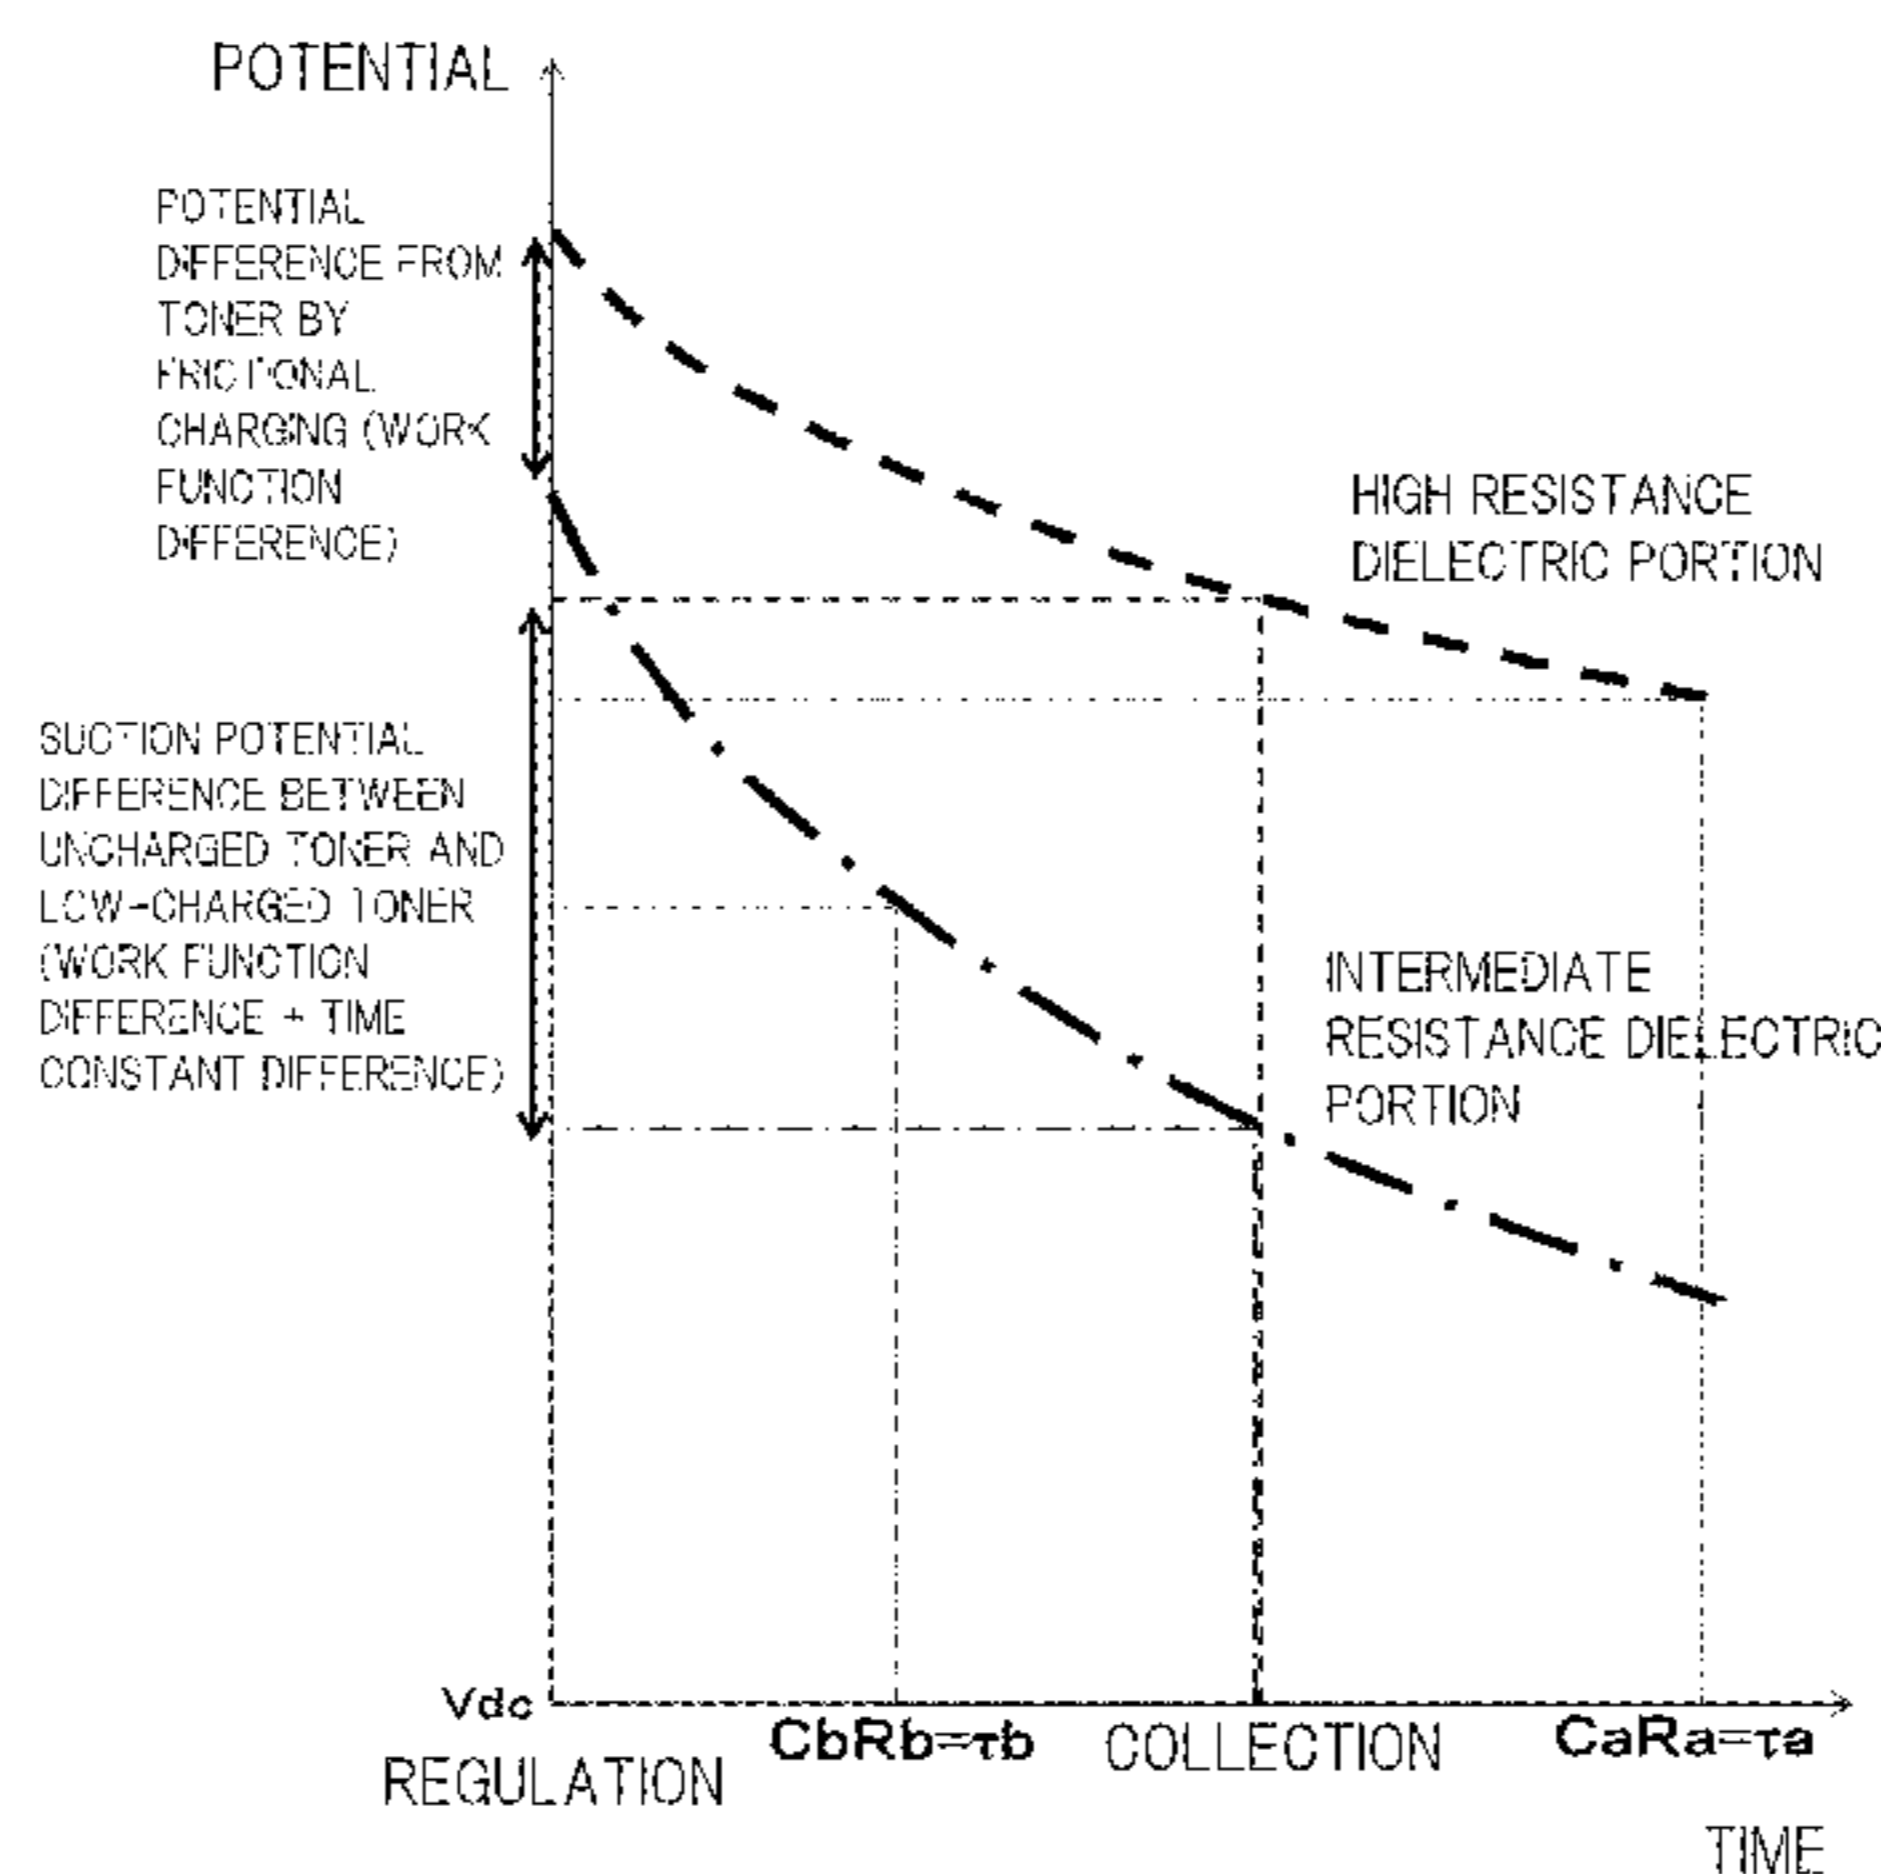 POTENTIAL
POTENTIAL
DIFFERENCE FROM
TONER BY
FRICTIONAL
CHARGING (WORK
FUNCTION
DIFFERENCE)
HIGH RESISTANCE
DIELECTRIC PORTION
SUCTION POTENTIAL
DIFFERENCE BETWEEN
UNCHARGED TONER AND
LOW-CHARGED TONER
(WORK FUNCTION
DIFFERENCE + TIME
CONSTANT DIFFERENCE)
INTERMEDIATE
RESISTANCE DIELECTRIC
PORTION
Vdc
REGULATION
CbRb=τb
COLLECTION
CaRa=τa
TIME